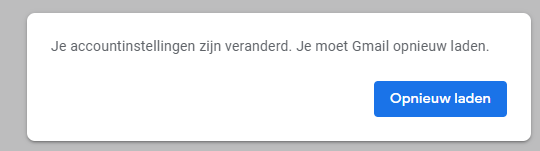 Je accountinstellingen zijn veranderd. Je moet Gmail opnieuw laden.
Opnieuw laden